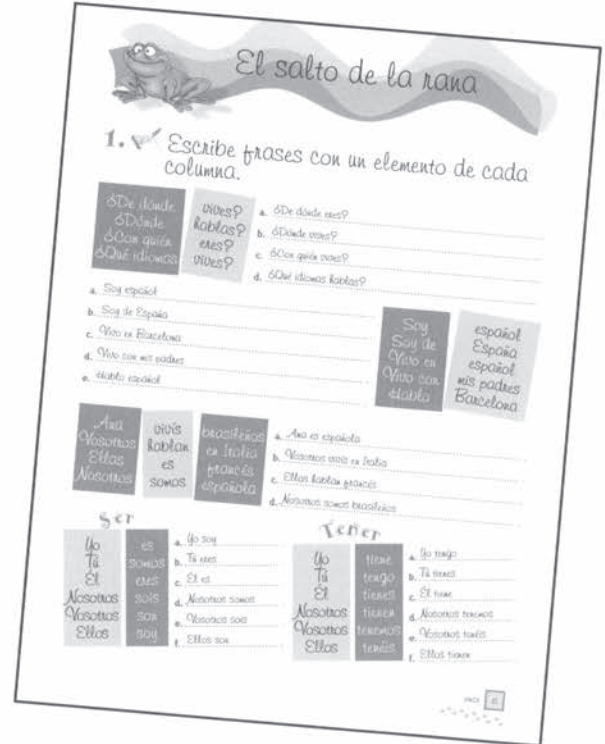 El salto de la rana
1. Escribe frases con un elemento de cada
columna.
¿De dónde
¿Dónde
¿Con quién
¿Qué idiomas
vives?
hablas?
eres?
vives?
a. ¿De dónde eres?
b. ¿Dónde vives?
c. ¿Con quién vives?
d. ¿Qué idiomas hablas?
a. Soy español
b. Soy de España
c. Vivo en Barcelona
d. Vivo con mis padres
e. Hablo español
Soy
Soy de
Vivo en
Vivo con
Hablo
español
España
español
mis padres
Barcelona
Ana
Vosotros
Ellas
Nosotros
vivís
hablan
es
somos
brasileños
en Italia
francés
española
a. Ana es española
b. Vosotros vivís en Italia
c. Ellas hablan francés
d. Nosotros somos brasileños
Ser
Yo
Tú
Él
Nosotros
Vosotros
Ellos
es
somos
eres
sois
son
soy
a. Yo soy
b. Tú eres
c. Él es
d. Nosotros somos
e. Vosotros sois
f. Ellos son
Tener
Yo
Tú
Él
Nosotros
Vosotros
Ellos
tiene
tengo
tienes
tienen
tenemos
tenéis
a. Yo tengo
b. Tú tienes
c. Él tiene
d. Nosotros tenemos
e. Vosotros tenéis
f. Ellos tienen